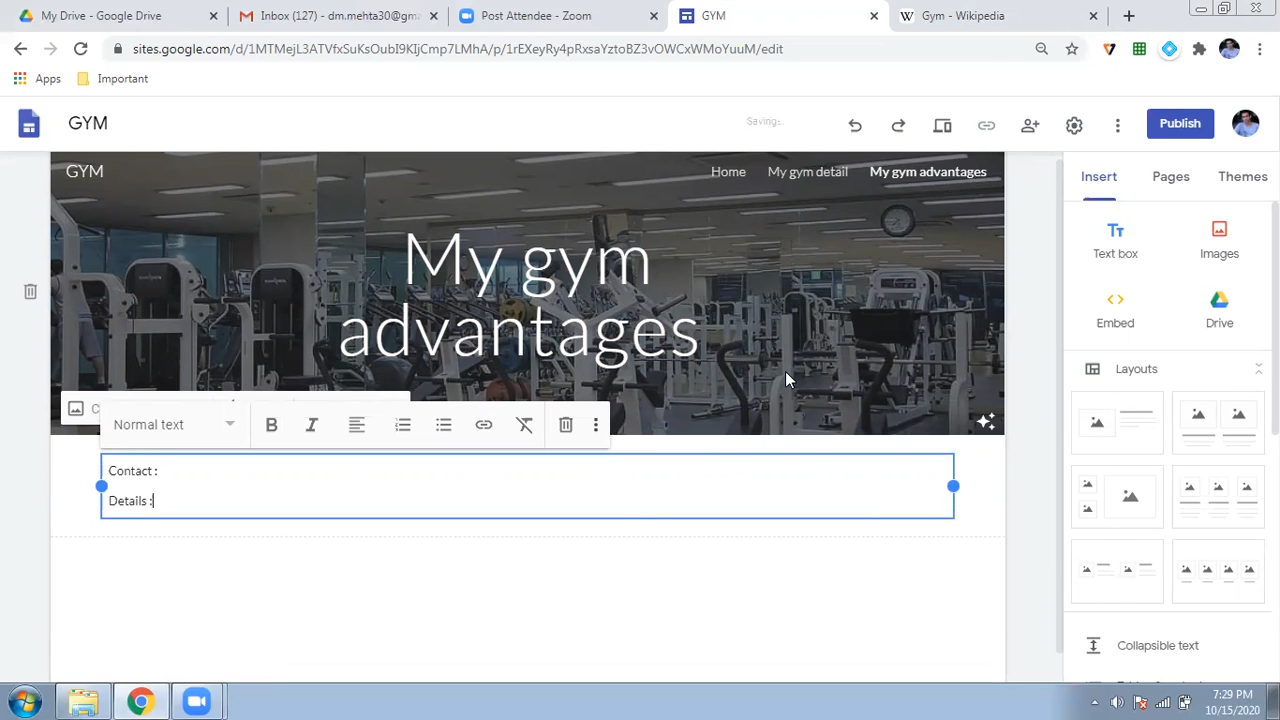 My Drive - Google Drive
Inbox (127) - dm.mehta30@gm
Post Attendee - Zoom
GYM
Gym - Wikipedia
sites.google.com/d/1MTMejL3ATVfxSuKsOubI9KIjCmp7LMhA/p/1rEXeyRy4pRxsaYztoBZ3vOWCxWMoYuuM/edit
Apps
Important
GYM
Saving...
Publish
GYM
Home
My gym detail
My gym advantages
Insert
Pages
Themes
My gym
advantages
Text box
Images
Embed
Drive
Layouts
Normal text
Contact :
Details :
Collapsible text
7:29 PM
10/15/2020